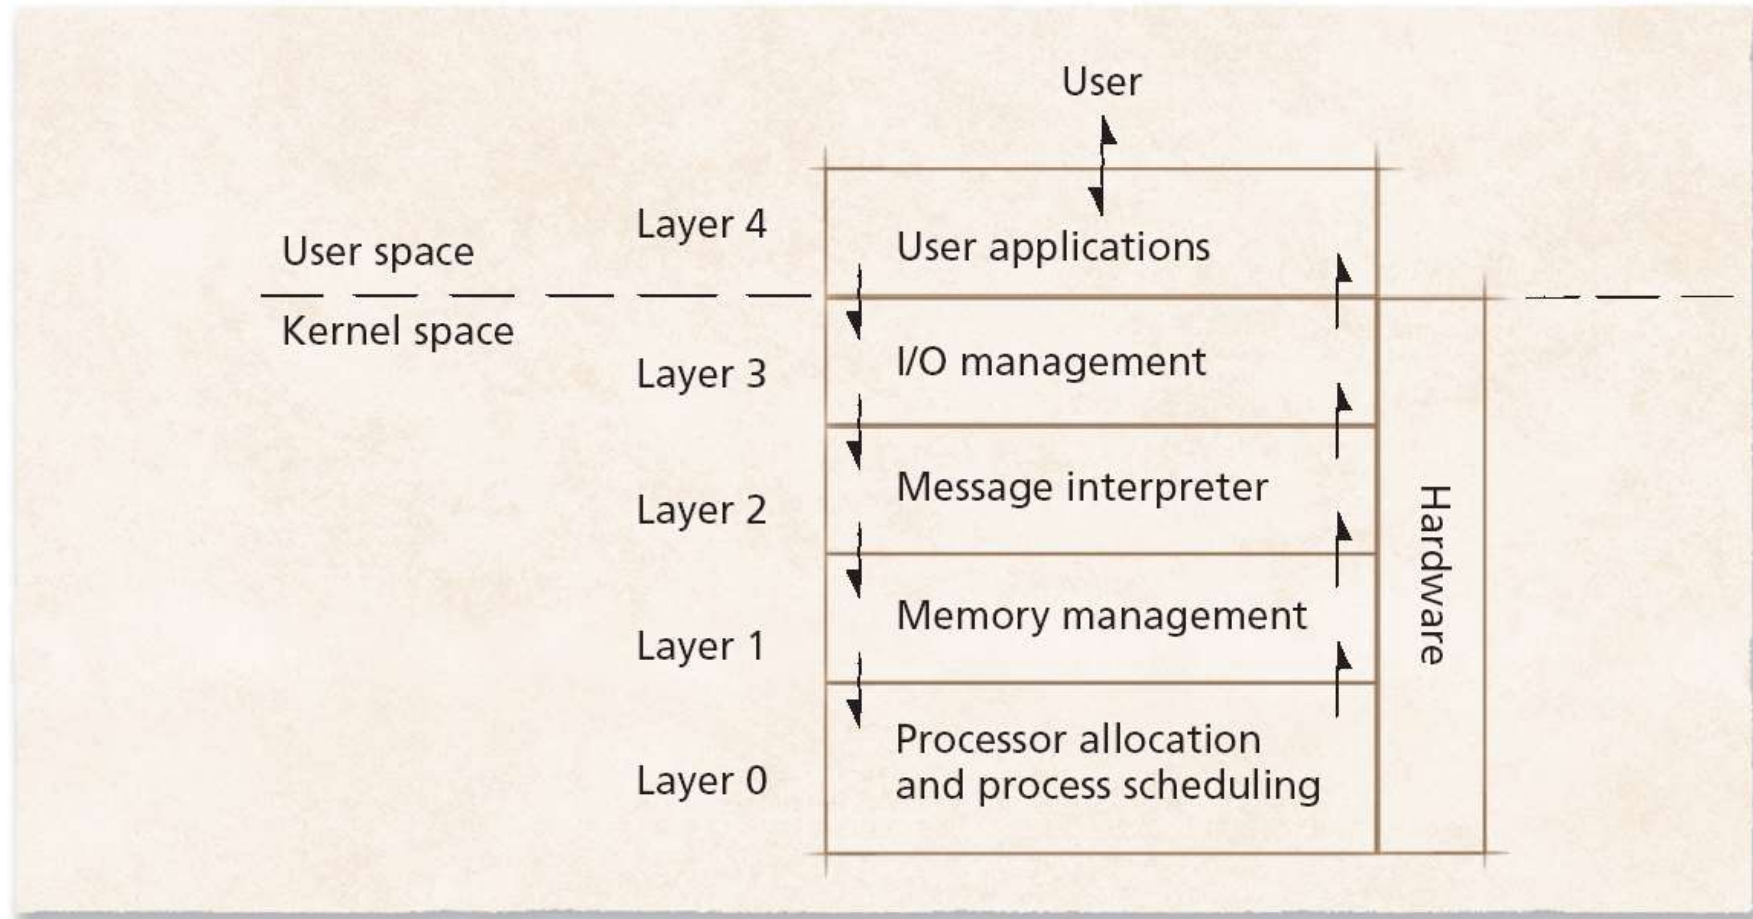 User
Layer 4
User applications
User space
Kernel space
Layer 3
I/O management
Layer 2
Message interpreter
Hardware
Layer 1
Memory management
Layer 0
Processor allocation
and process scheduling